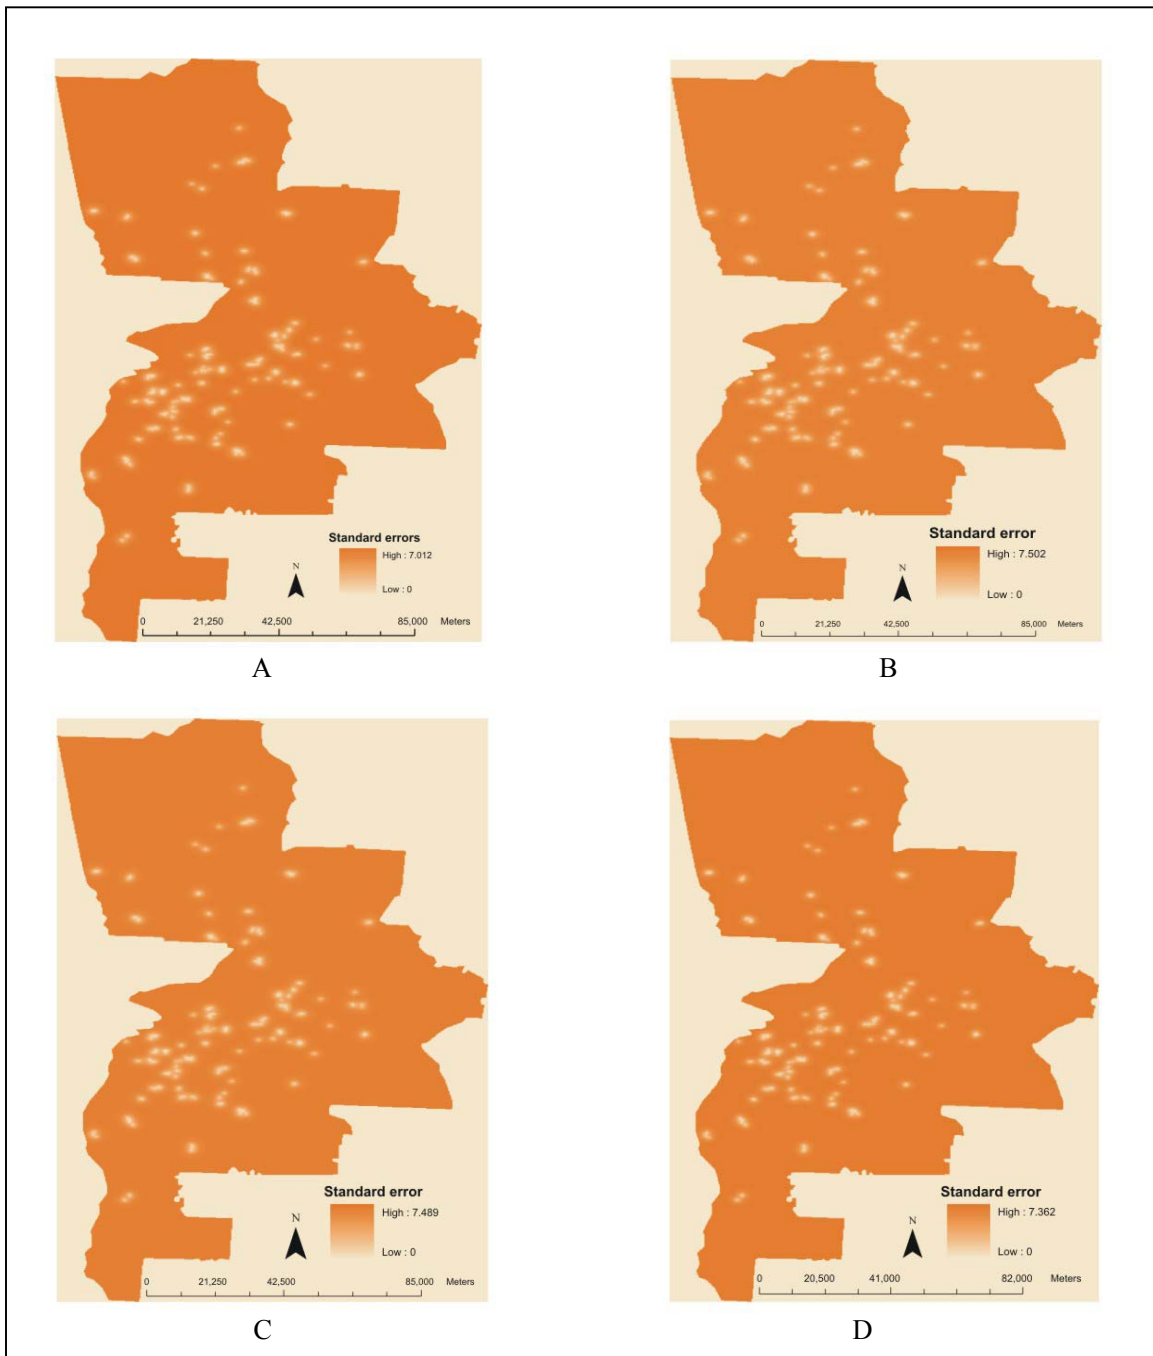 Standard errors
High : 7.012
N
Low : 0
0 21,250 42,500 85,000 Meters
A
Standard error
High : 7.502
N
Low : 0
0 21,250 42,500 85,000 Meters
B
Standard error
High : 7.489
N
Low : 0
0 21,250 42,500 85,000 Meters
C
Standard error
High : 7.362
N
Low : 0
0 20,500 41,000 82,000 Meters
D